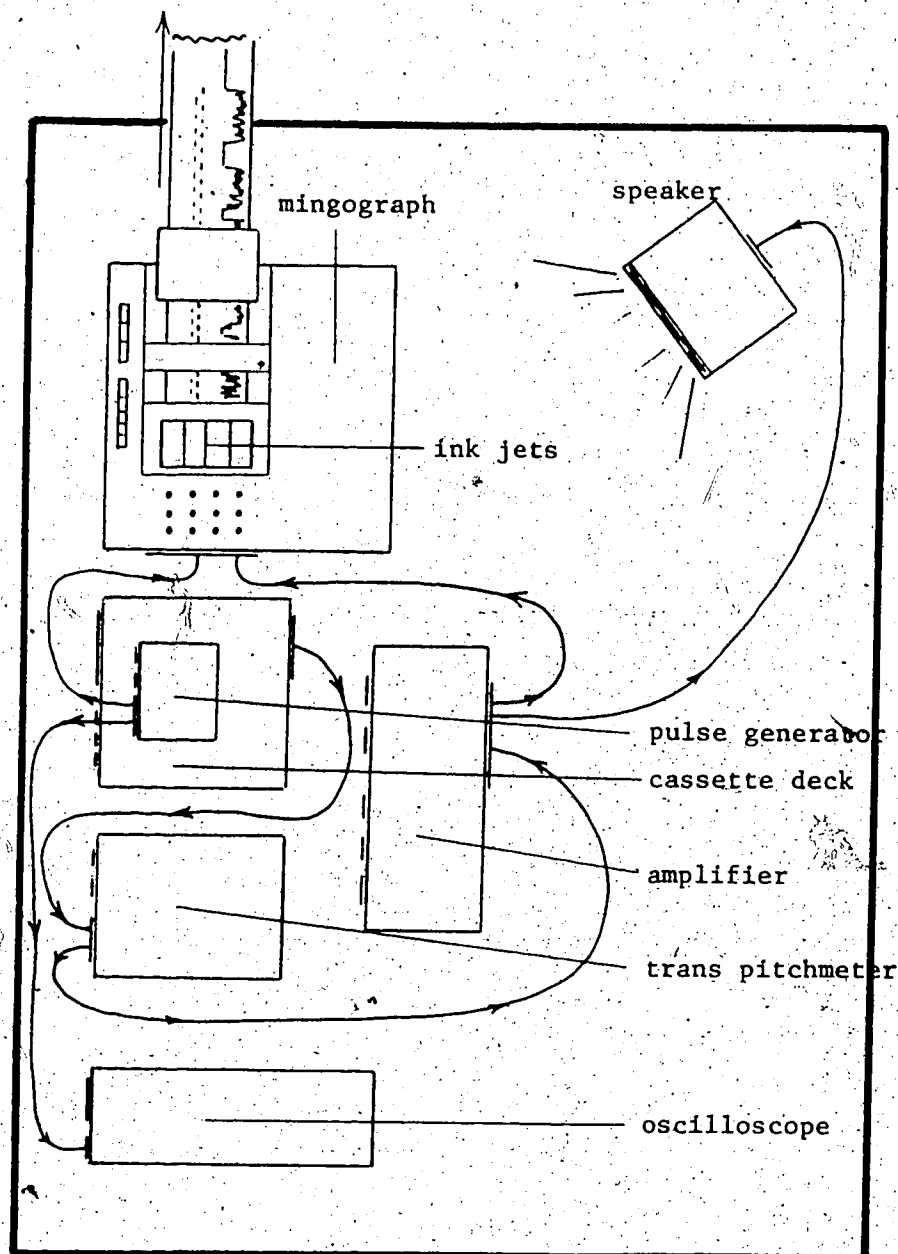 speaker
mingograph
ink jets
pulse generator
cassette deck
amplifier
trans pitchmeter
oscilloscope